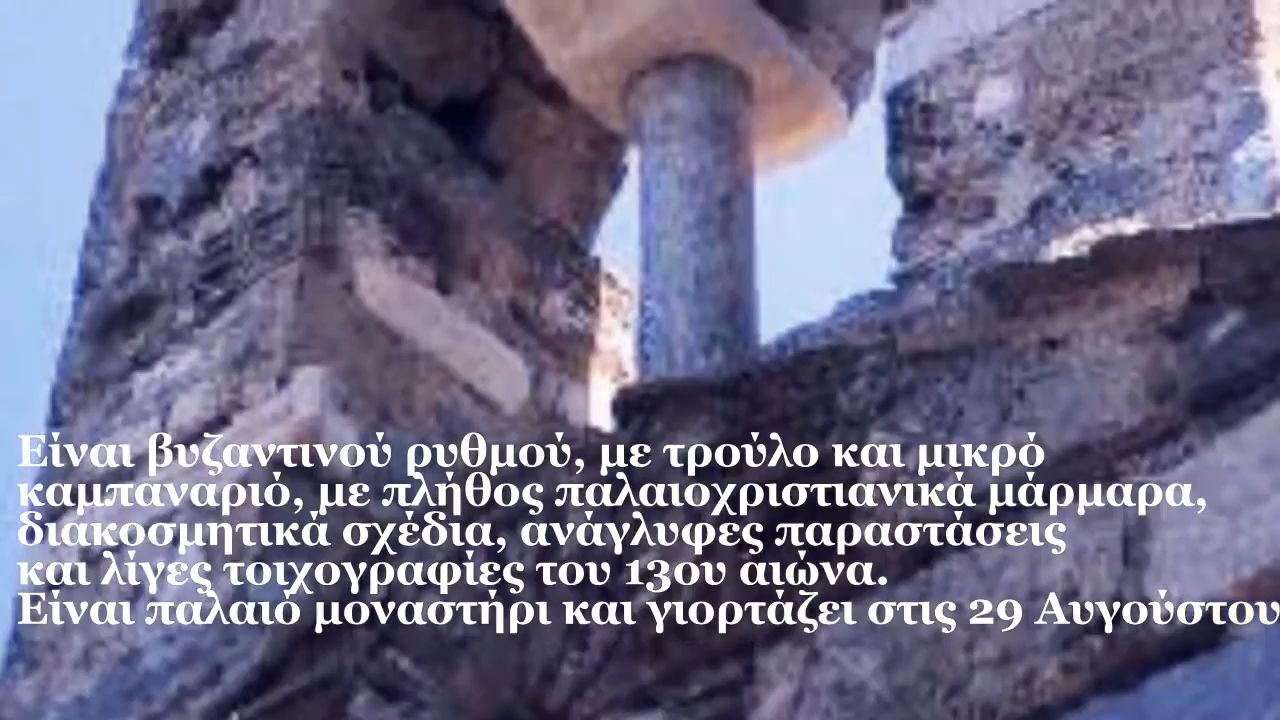 Είναι βυζαντινού ρυθμού, με τρούλο και μικρό
καμπαναριό, με πλήθος παλαιοχριστιανικά μάρμαρα,
διακοσμητικά σχέδια, ανάγλυφες παραστάσεις
και λίγες τοιχογραφίες του 13ου αιώνα.
Είναι παλαιό μοναστήρι και γιορτάζει στις 29 Αυγούστου